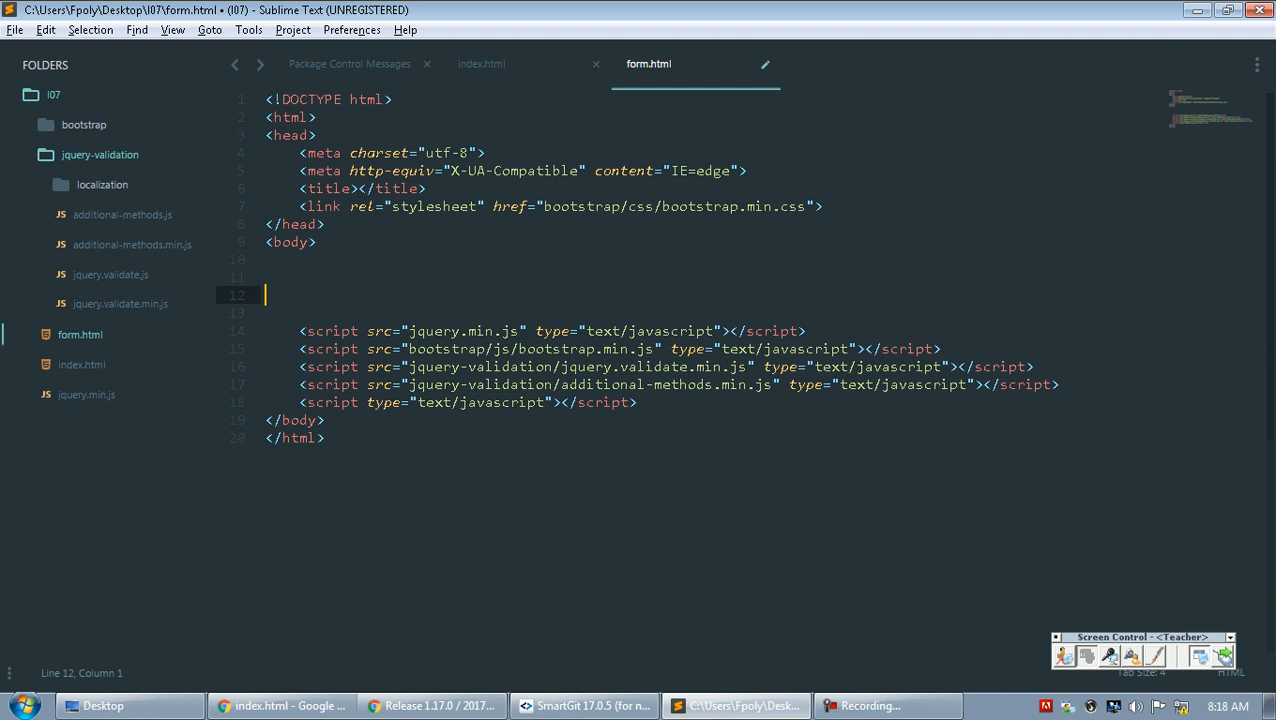 C:\Users\Fpoly\Desktop\l07\form.html • (l07) - Sublime Text (UNREGISTERED)
File Edit Selection Find View Goto Tools Project Preferences Help
FOLDERS
l07
bootstrap
jquery-validation
localization
additional-methods.js
additional-methods.min.js
jquery.validate.js
jquery.validate.min.js
form.html
index.html
jquery.min.js
Package Control Messages index.html form.html
1 <!DOCTYPE html>
2 <html>
3 <head>
4 <meta charset="utf-8">
5 <meta http-equiv="X-UA-Compatible" content="IE=edge">
6 <title></title>
7 <link rel="stylesheet" href="bootstrap/css/bootstrap.min.css">
8 </head>
9 <body>
10
11
12
13
14 <script src="jquery.min.js" type="text/javascript"></script>
15 <script src="bootstrap/js/bootstrap.min.js" type="text/javascript"></script>
16 <script src="jquery-validation/jquery.validate.min.js" type="text/javascript"></script>
17 <script src="jquery-validation/additional-methods.min.js" type="text/javascript"></script>
18 <script type="text/javascript"></script>
19 </body>
20 </html>
Screen Control - <Teacher>
Line 12, Column 1 Tab Size: 4 HTML
Desktop index.html - Google ... Release 1.17.0 / 2017... SmartGit 17.0.5 (for n... C:\Users\Fpoly\Desk... Recording... 8:18 AM